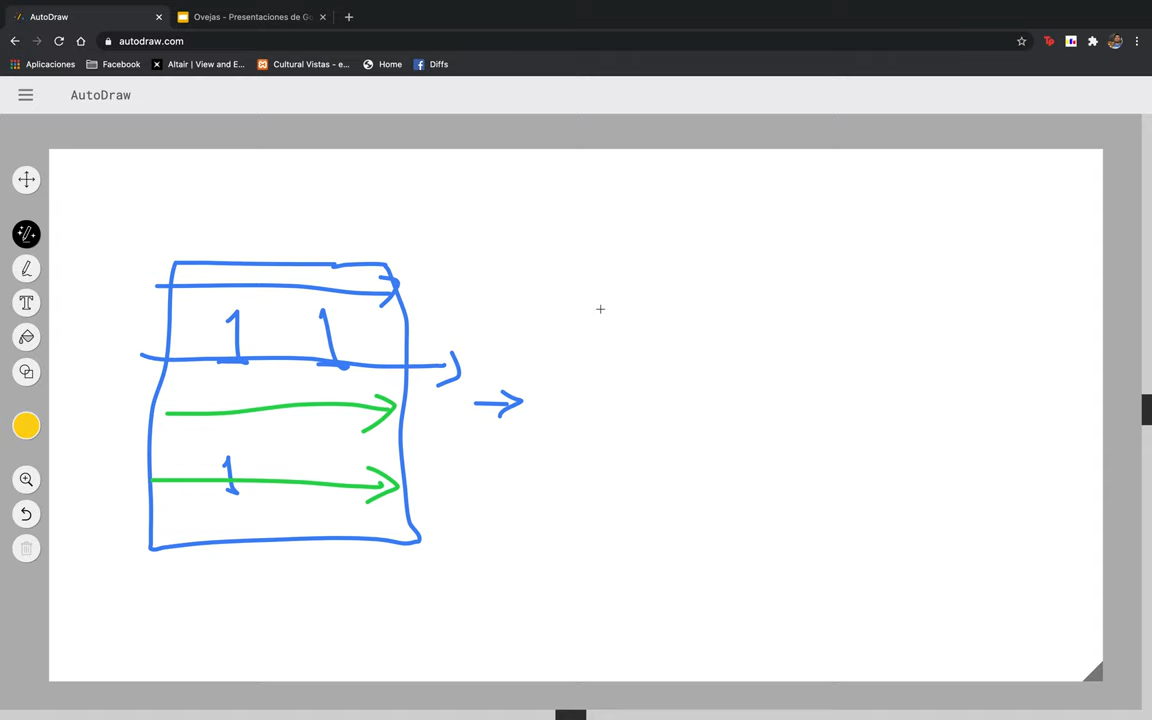 AutoDraw
Ovejas - Presentaciones de Go
autodraw.com
Aplicaciones Facebook Altair | View and E... Cultural Vistas - e... Home Diffs
AutoDraw
1 1
1